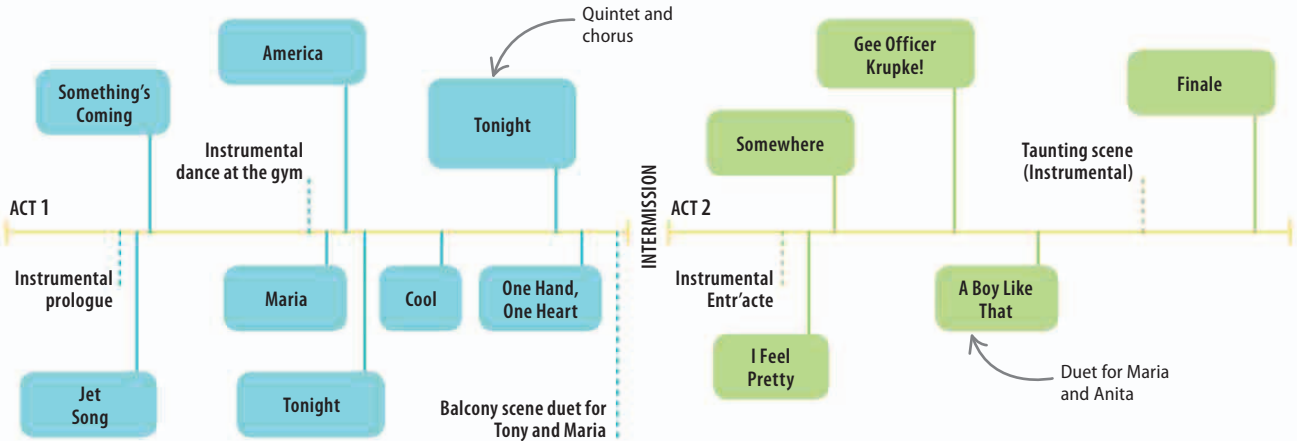 Quintet and
chorus
America
Gee Officer
Krupke!
Something's
Coming
Tonight
Finale
Somewhere
Instrumental
dance at the gym
Taunting scene
(Instrumental)
ACT 1
INTERMISSION
ACT 2
Instrumental
prologue
Maria
Cool
One Hand,
One Heart
Instrumental
Entr'acte
A Boy Like
That
I Feel
Pretty
Jet
Song
Tonight
Balcony scene duet for
Tony and Maria
Duet for Maria
and Anita